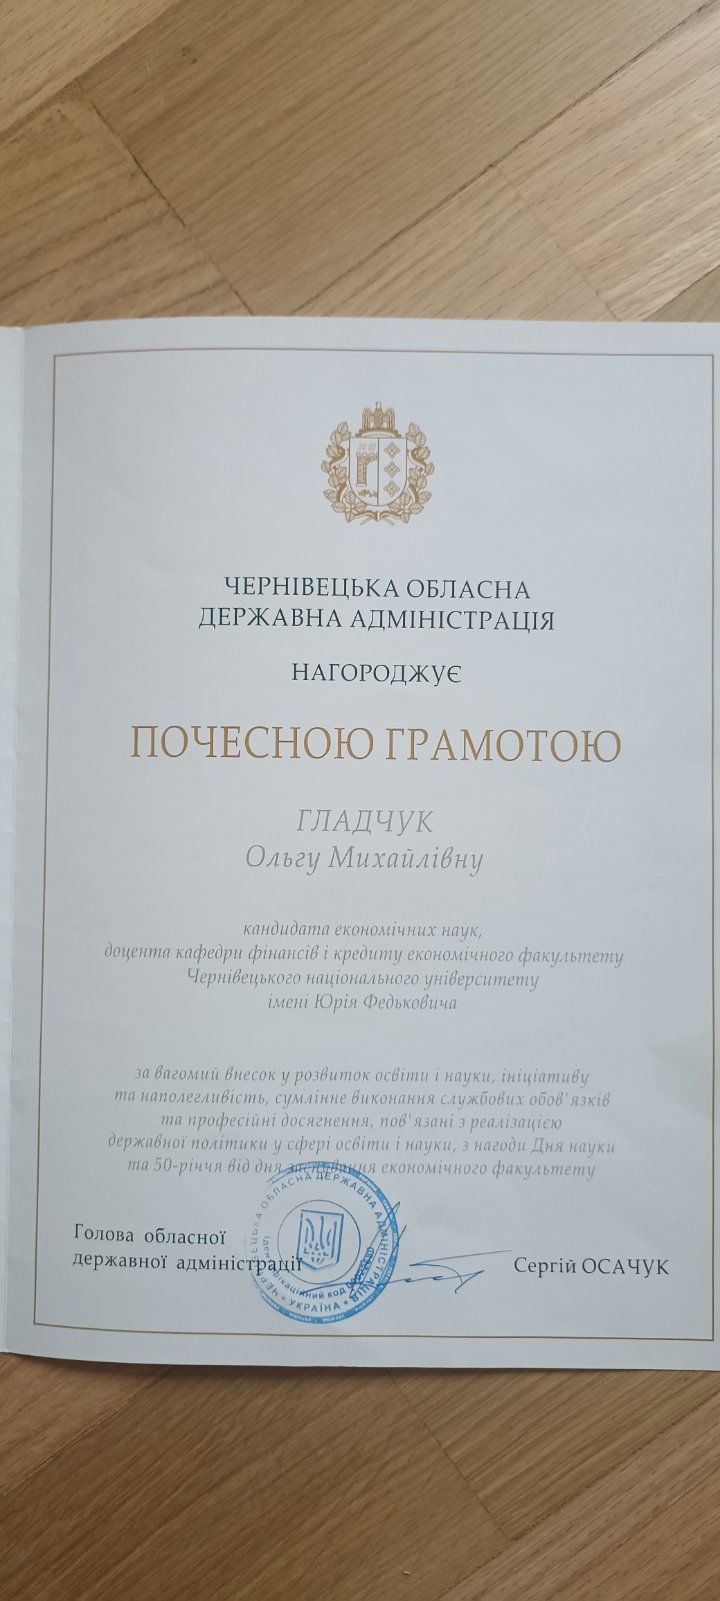 ЧЕРНІВЕЦЬКА ОБЛАСНА
ДЕРЖАВНА АДМІНІСТРАЦІЯ
НАГОРОДЖУЄ
ПОЧЕСНОЮ ГРАМОТОЮ
ГЛАДЧУК
Ольгу Михайлівну
кандидата економічних наук,
доцента кафедри фінансів і кредиту економічного факультету
Чернівецького національного університету
імені Юрія Федьковича
за вагомий внесок у розвиток освіти і науки, ініціативу
та наполегливість, сумлінне виконання службових обов'язків
та професійні досягнення, пов'язані з реалізацією
державної політики у сфері освіти і науки, з нагоди Дня науки
та 50-річчя від дня заснування економічного факультету
Голова обласної
державної адміністрації
Сергій ОСАЧУК
ЧЕРНІВЕЦЬКА ОБЛАСНА ДЕРЖАВНА АДМІНІСТРАЦІЯ
УКРАЇНА
Ідентифікаційний код